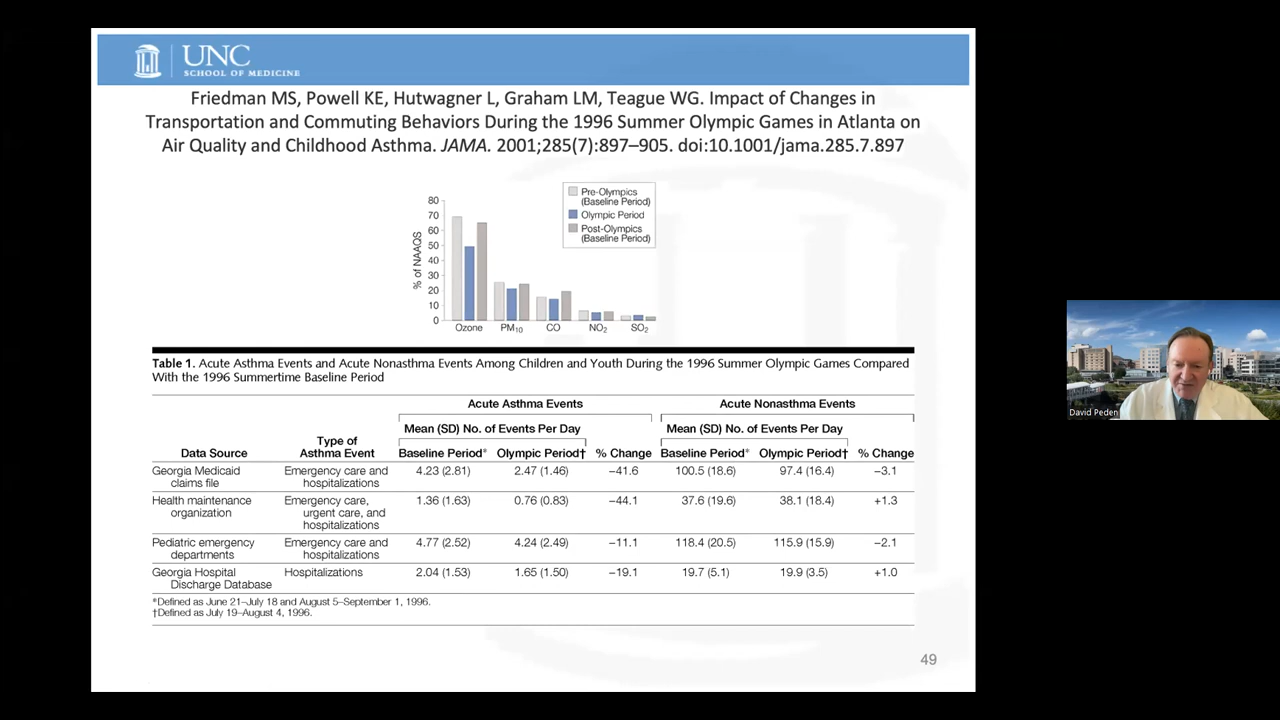 UNC
SCHOOL OF MEDICINE
Friedman MS, Powell KE, Hutwagner L, Graham LM, Teague WG. Impact of Changes in
Transportation and Commuting Behaviors During the 1996 Summer Olympic Games in Atlanta on
Air Quality and Childhood Asthma. JAMA. 2001;285(7):897–905. doi:10.1001/jama.285.7.897
Pre-Olympics
(Baseline Period)
Olympic Period
Post-Olympics
(Baseline Period)
% of NAAQS
80
70
60
50
40
30
20
10
0
Ozone PM10 CO NO2 SO2
Table 1. Acute Asthma Events and Acute Nonasthma Events Among Children and Youth During the 1996 Summer Olympic Games Compared
With the 1996 Summertime Baseline Period
Acute Asthma Events Acute Nonasthma Events
Mean (SD) No. of Events Per Day Mean (SD) No. of Events Per Day
Data Source Type of Asthma Event Baseline Period* Olympic Period† % Change Baseline Period* Olympic Period† % Change
Georgia Medicaid Emergency care and 4.23 (2.81) 2.47 (1.46) −41.6 100.5 (18.6) 97.4 (16.4) −3.1
claims file hospitalizations
Health maintenance Emergency care, 1.36 (1.63) 0.76 (0.83) −44.1 37.6 (19.6) 38.1 (18.4) +1.3
organization urgent care, and
hospitalizations
Pediatric emergency Emergency care and 4.77 (2.52) 4.24 (2.49) −11.1 118.4 (20.5) 115.9 (15.9) −2.1
departments hospitalizations
Georgia Hospital Hospitalizations 2.04 (1.53) 1.65 (1.50) −19.1 19.7 (5.1) 19.9 (3.5) +1.0
Discharge Database
*Defined as June 21–July 18 and August 5–September 1, 1996.
†Defined as July 19–August 4, 1996.
49
David Peden